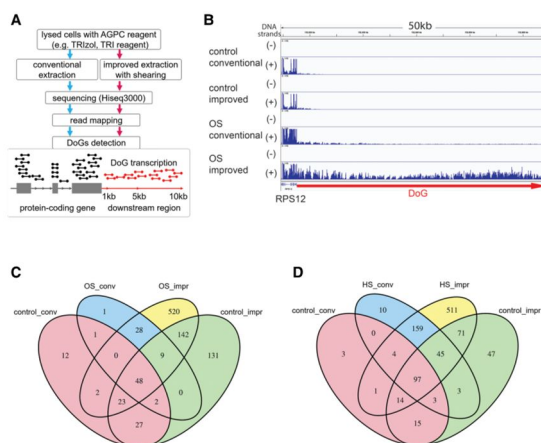 A
lysed cells with AGPC reagent
(e.g. TRIzol, TRI reagent)
conventional
extraction
improved extraction
with shearing
sequencing (Hiseq3000)
read mapping
DoGs detection
DoG transcription
1kb 5kb 10kb
protein-coding gene downstream region
B
DNA
strands
50kb
control
conventional
(-)
(+)
control
improved
(-)
(+)
OS
conventional
(-)
(+)
OS
improved
(-)
(+)
RPS12
DoG
C
OS_conv OS_impr
control_conv control_impr
1 520
1 28 142
12 0 9 131
48
2 0
23 2
27
D
HS_conv HS_impr
control_conv control_impr
10 511
0 159 71
3 4 45 47
97
1 3
14 3
15